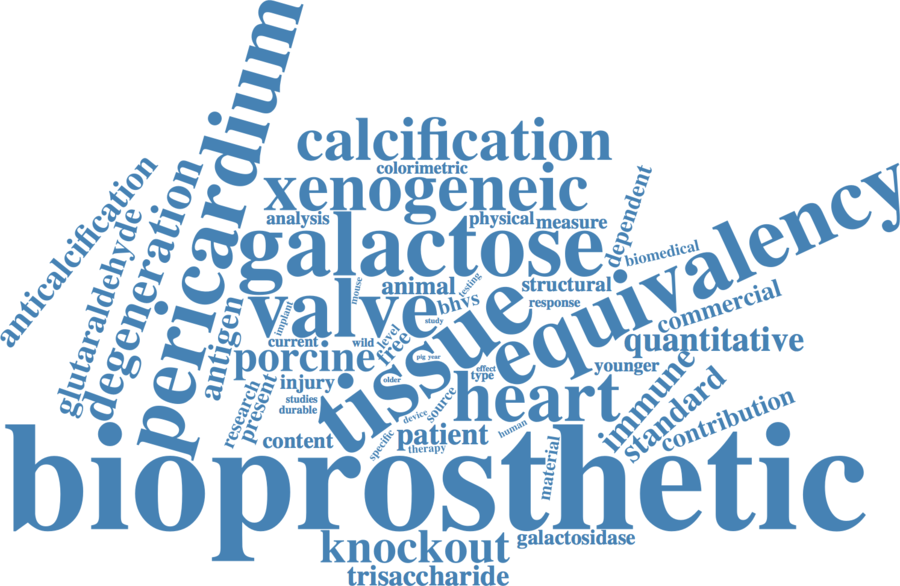 pericardium
calcification
colorimetric
xenogeneic
anticalcification
glutaraldehyde
degeneration
analysis
physical
measure
dependent
equivalency
galactose
biomedical
animal
testing
structural
mouse
bhvs
response
commercial
valve
implant
study
antigen
current
wild
level
free
tissue
quantitative
porcine
pig
year
effect
type
younger
immune
injury
older
heart
standard
research
present
studies
durable
source
device
contribution
content
specific
patient
therapy
human
material
bioprosthetic
knockout
galactosidase
trisaccharide